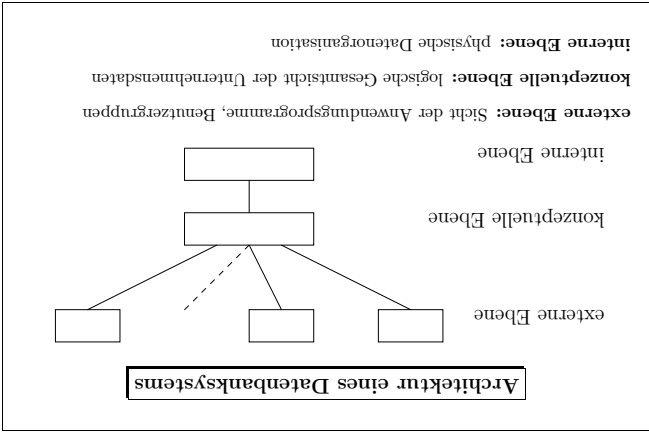 Architektur eines Datenbanksystems
externe Ebene
konzeptuelle Ebene
interne Ebene
externe Ebene: Sicht der Anwendungsprogramme, Benutzergruppen
konzeptuelle Ebene: logische Gesamtsicht der Unternehmensdaten
interne Ebene: physische Datenorganisation